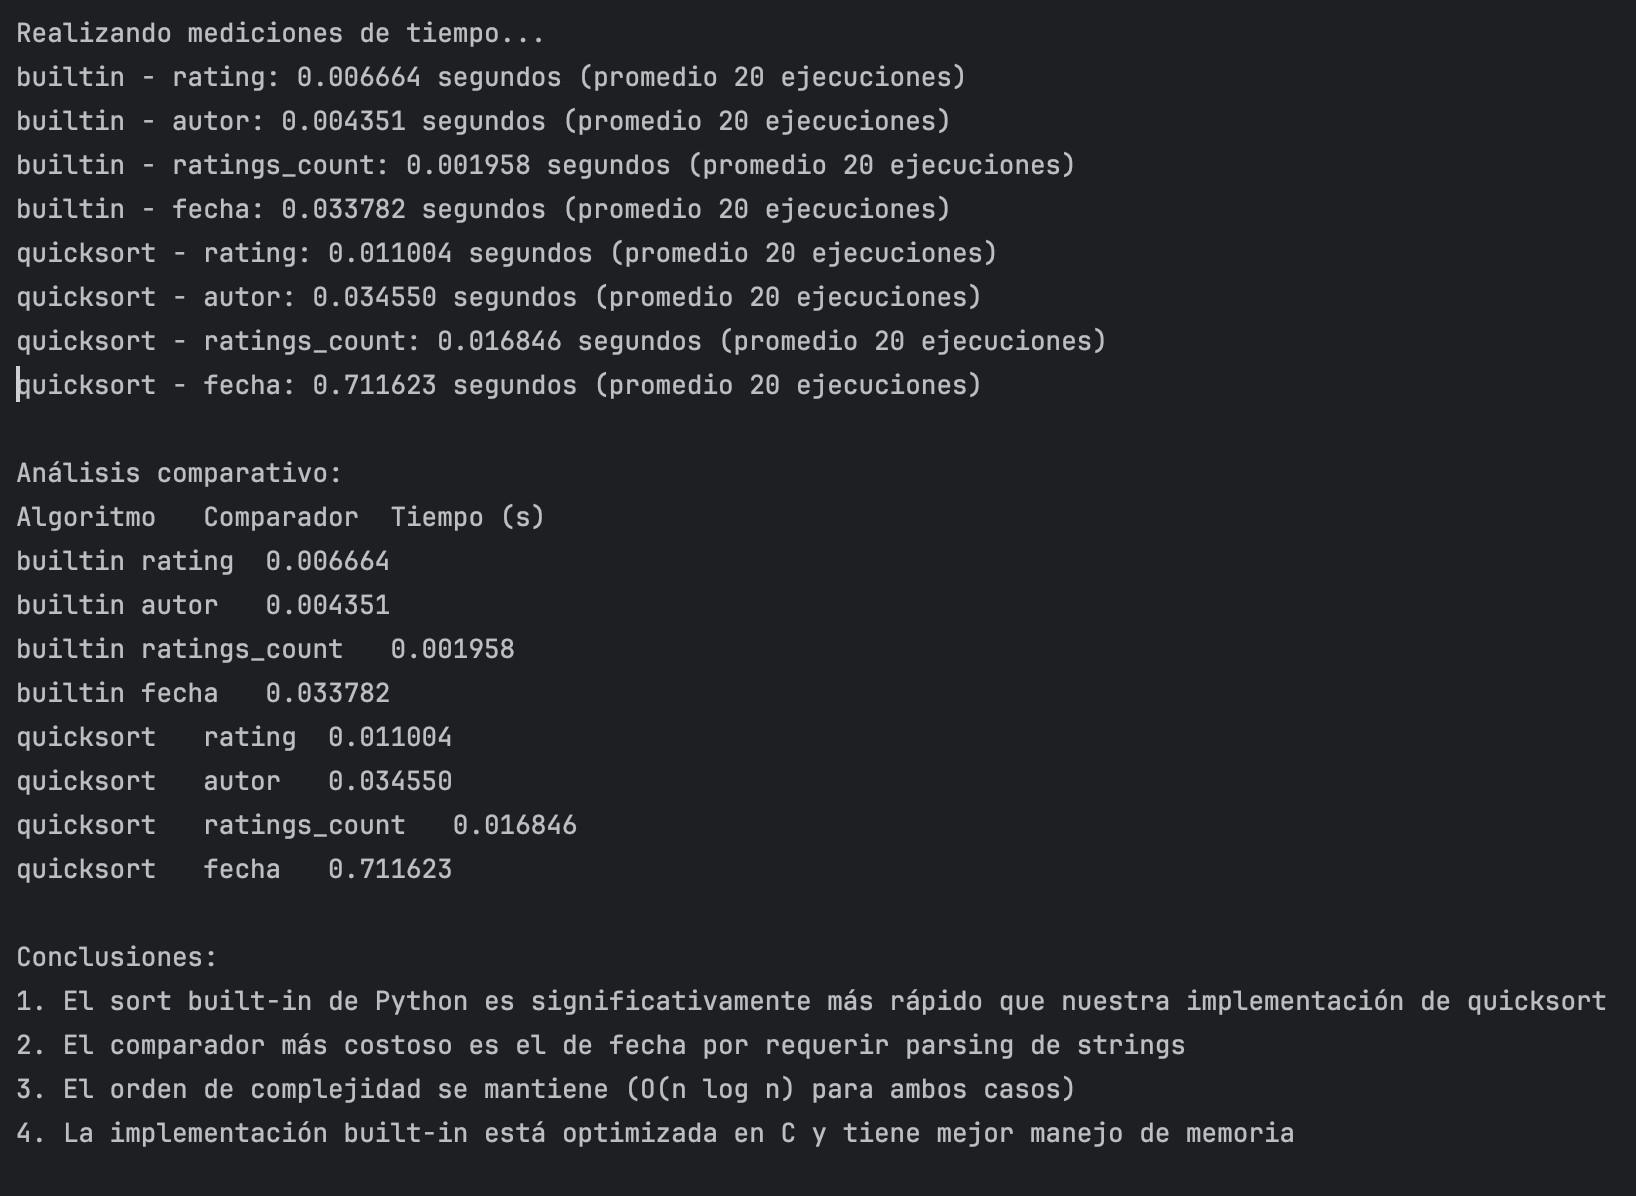 Realizando mediciones de tiempo...
builtin - rating: 0.006664 segundos (promedio 20 ejecuciones)
builtin - autor: 0.004351 segundos (promedio 20 ejecuciones)
builtin - ratings_count: 0.001958 segundos (promedio 20 ejecuciones)
builtin - fecha: 0.033782 segundos (promedio 20 ejecuciones)
quicksort - rating: 0.011004 segundos (promedio 20 ejecuciones)
quicksort - autor: 0.034550 segundos (promedio 20 ejecuciones)
quicksort - ratings_count: 0.016846 segundos (promedio 20 ejecuciones)
quicksort - fecha: 0.711623 segundos (promedio 20 ejecuciones)
Análisis comparativo:
Algoritmo   Comparador  Tiempo (s)
builtin rating  0.006664
builtin autor   0.004351
builtin ratings_count   0.001958
builtin fecha   0.033782
quicksort   rating  0.011004
quicksort   autor   0.034550
quicksort   ratings_count   0.016846
quicksort   fecha   0.711623
Conclusiones:
1. El sort built-in de Python es significativamente más rápido que nuestra implementación de quicksort
2. El comparador más costoso es el de fecha por requerir parsing de strings
3. El orden de complejidad se mantiene (O(n log n) para ambos casos)
4. La implementación built-in está optimizada en C y tiene mejor manejo de memoria